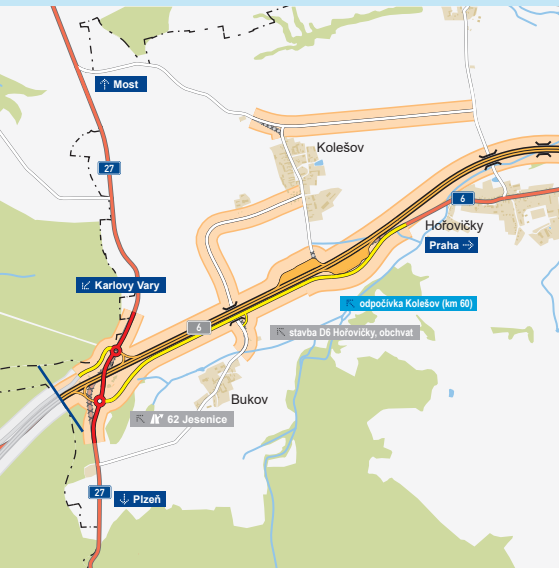 Most
Kolešov
27
6
Hořovičky
Praha
Karlovy Vary
odpočívka Kolešov (km 60)
6
stavba D6 Hořovičky, obchvat
Bukov
62 Jesenice
27
Plzeň